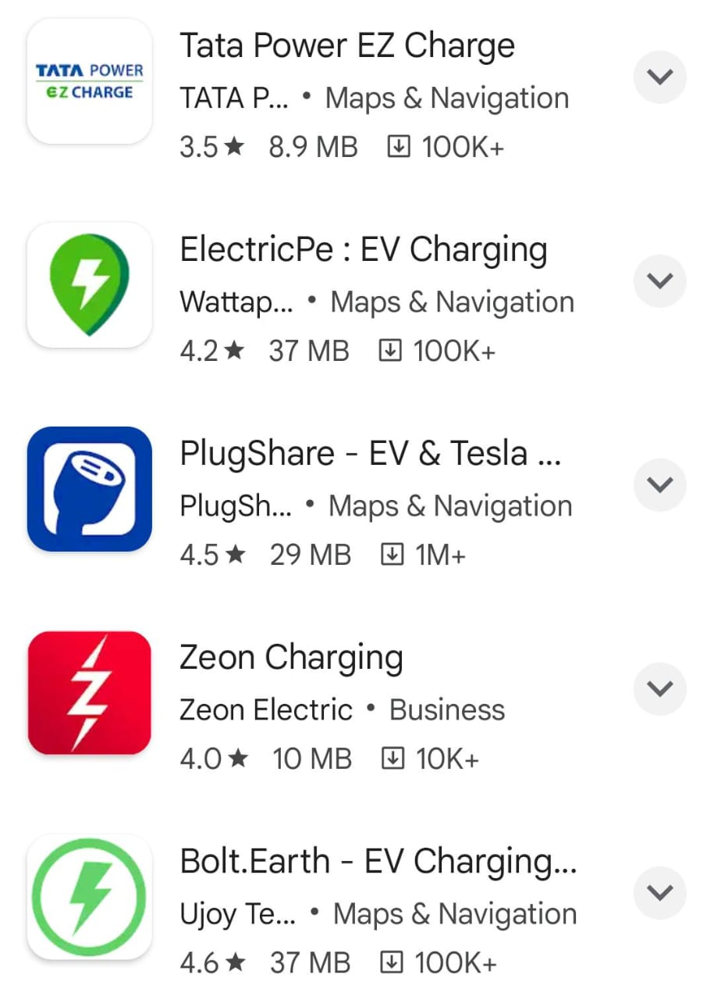 TATA POWER
EZ CHARGE
Tata Power EZ Charge
TATA P... • Maps & Navigation
3.5★ 8.9 MB 100K+
ElectricPe : EV Charging
Wattap... • Maps & Navigation
4.2★ 37 MB 100K+
PlugShare - EV & Tesla ...
PlugSh... • Maps & Navigation
4.5★ 29 MB 1M+
Zeon Charging
Zeon Electric • Business
4.0★ 10 MB 10K+
Bolt.Earth - EV Charging...
Ujoy Te... • Maps & Navigation
4.6★ 37 MB 100K+